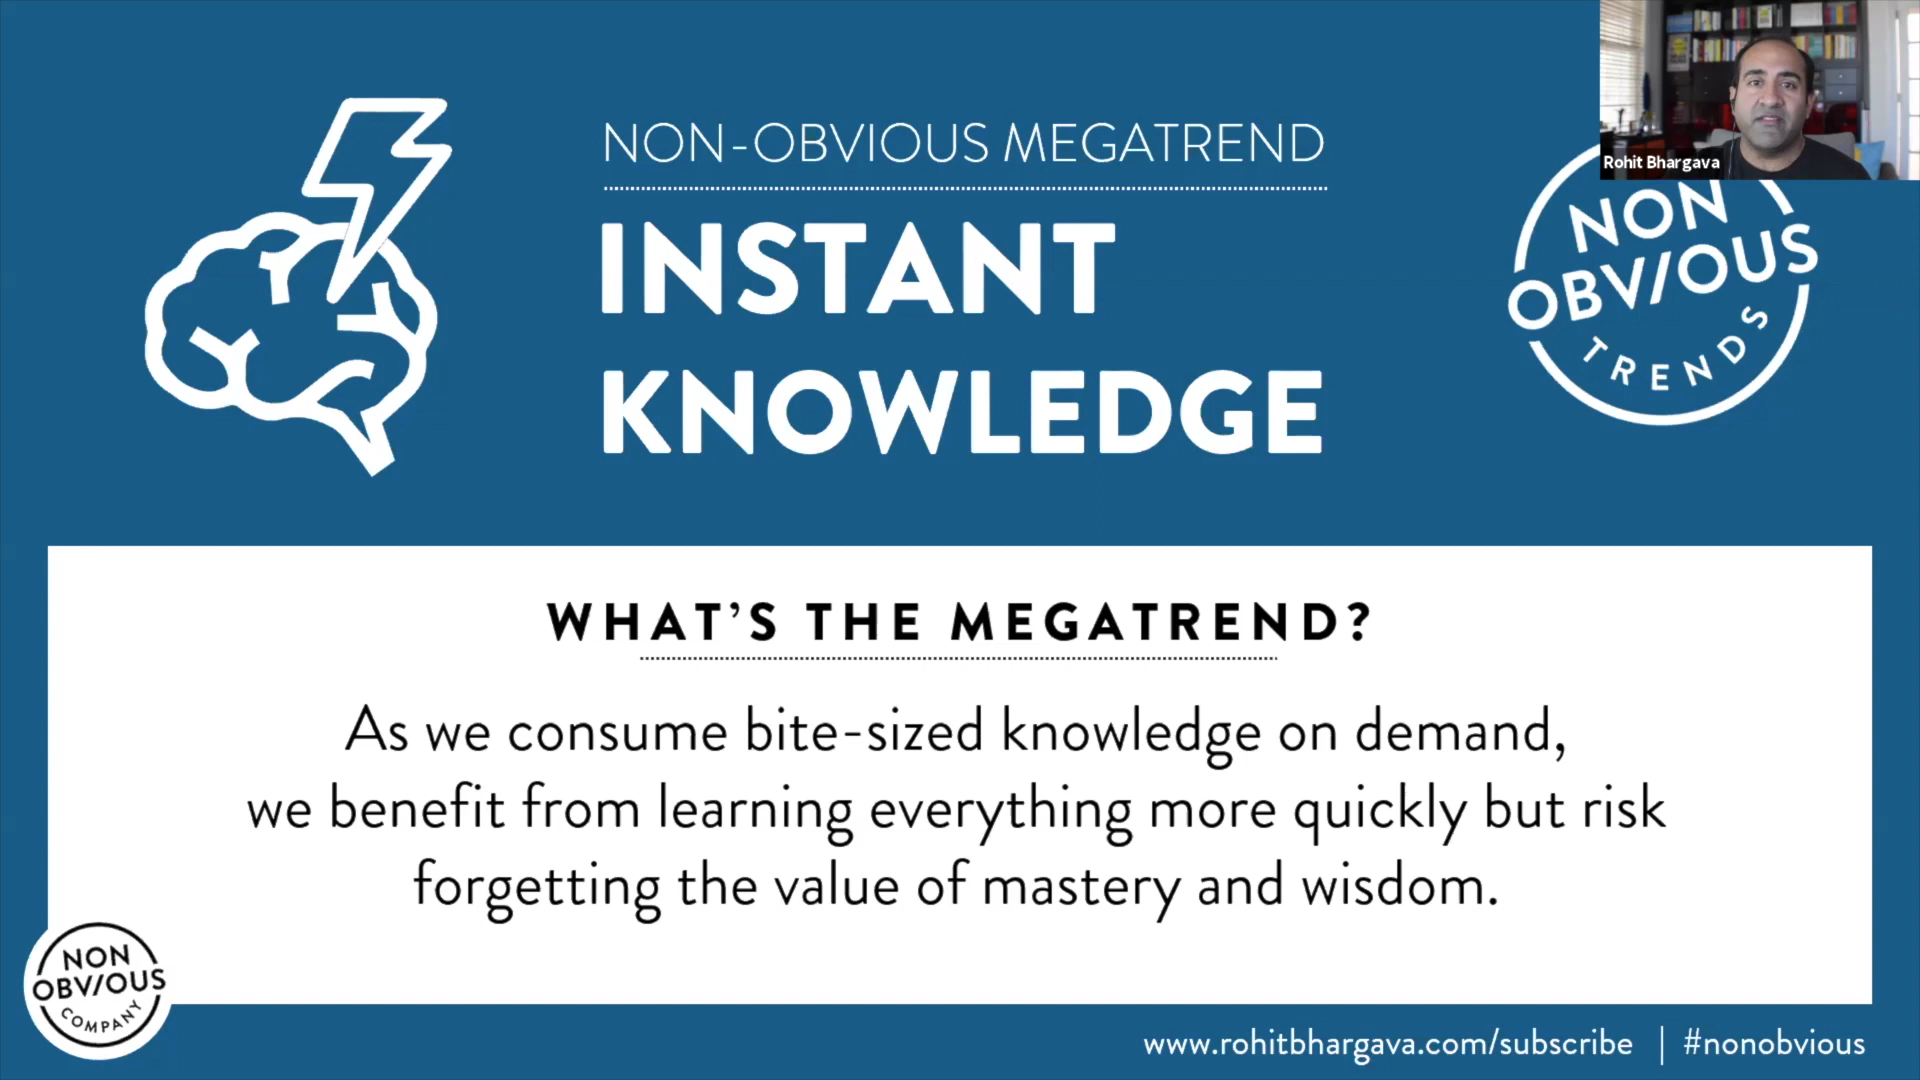 NON-OBVIOUS MEGATREND
INSTANT
KNOWLEDGE
Rohit Bhargava
NON
OBVIOUS
TRENDS
WHAT'S THE MEGATREND?
As we consume bite-sized knowledge on demand,
we benefit from learning everything more quickly but risk
forgetting the value of mastery and wisdom.
NON
OBVIOUS
COMPANY
www.rohitbhargava.com/subscribe | #nonobvious